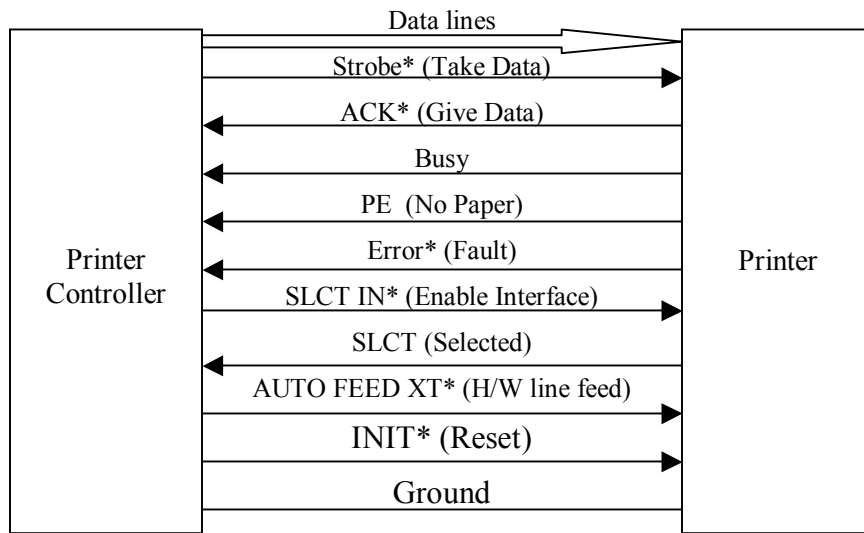 Data lines
Strobe* (Take Data)
ACK* (Give Data)
Busy
PE (No Paper)
Error* (Fault)
Printer
Controller
Printer
SLCT IN* (Enable Interface)
SLCT (Selected)
AUTO FEED XT* (H/W line feed)
INIT* (Reset)
Ground